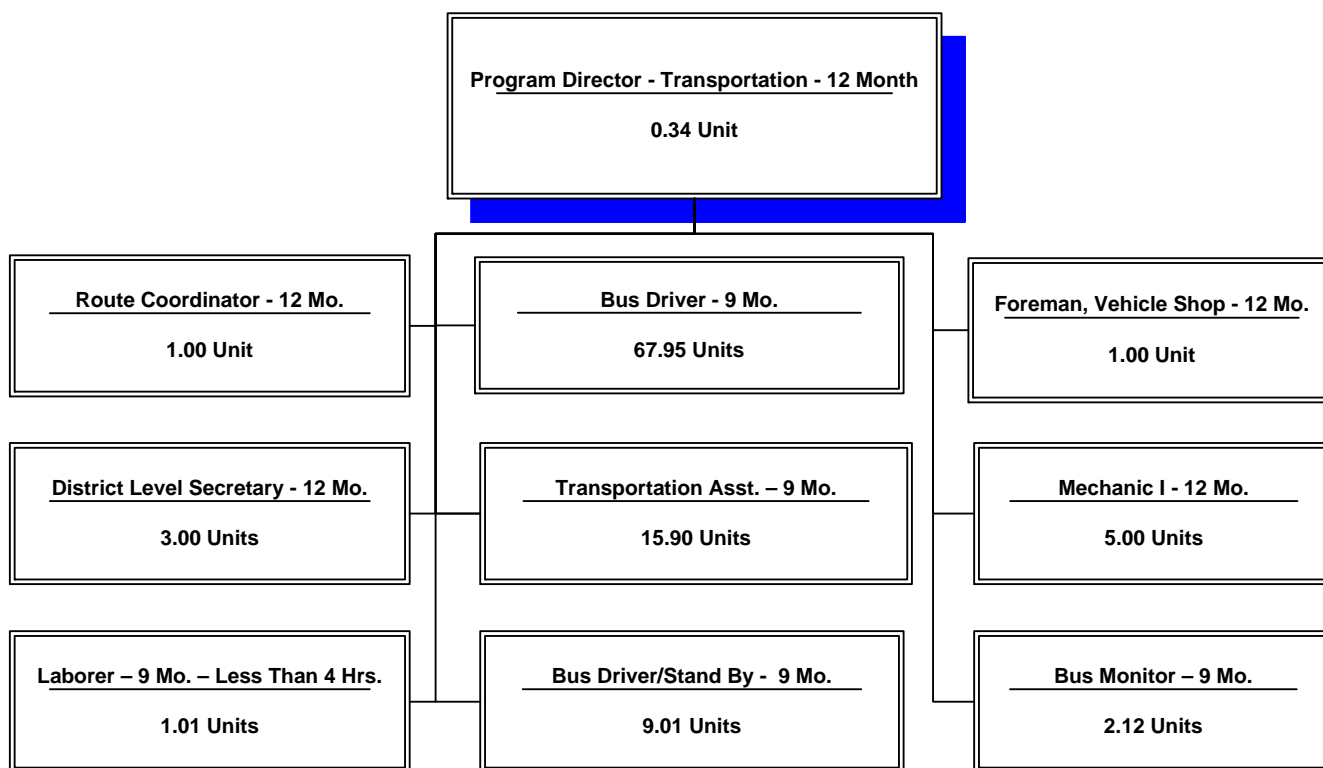 Program Director - Transportation - 12 Month
0.34 Unit
Route Coordinator - 12 Mo.
1.00 Unit
Bus Driver - 9 Mo.
67.95 Units
Foreman, Vehicle Shop - 12 Mo.
1.00 Unit
District Level Secretary - 12 Mo.
3.00 Units
Transportation Asst. – 9 Mo.
15.90 Units
Mechanic I - 12 Mo.
5.00 Units
Laborer – 9 Mo. – Less Than 4 Hrs.
1.01 Units
Bus Driver/Stand By -  9 Mo.
9.01 Units
Bus Monitor – 9 Mo.
2.12 Units